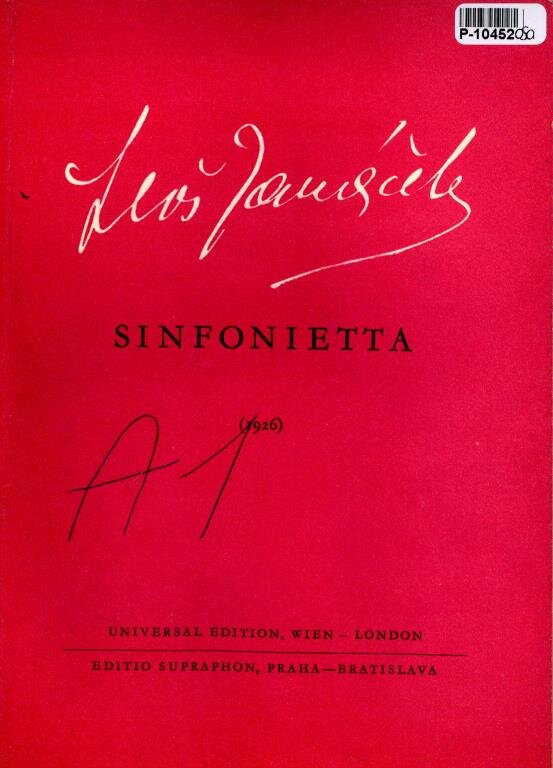 P-10452
Leoš Janáček
SINFONIETTA
(1926)
A1
UNIVERSAL EDITION, WIEN – LONDON
EDITIO SUPRAPHON, PRAHA—BRATISLAVA